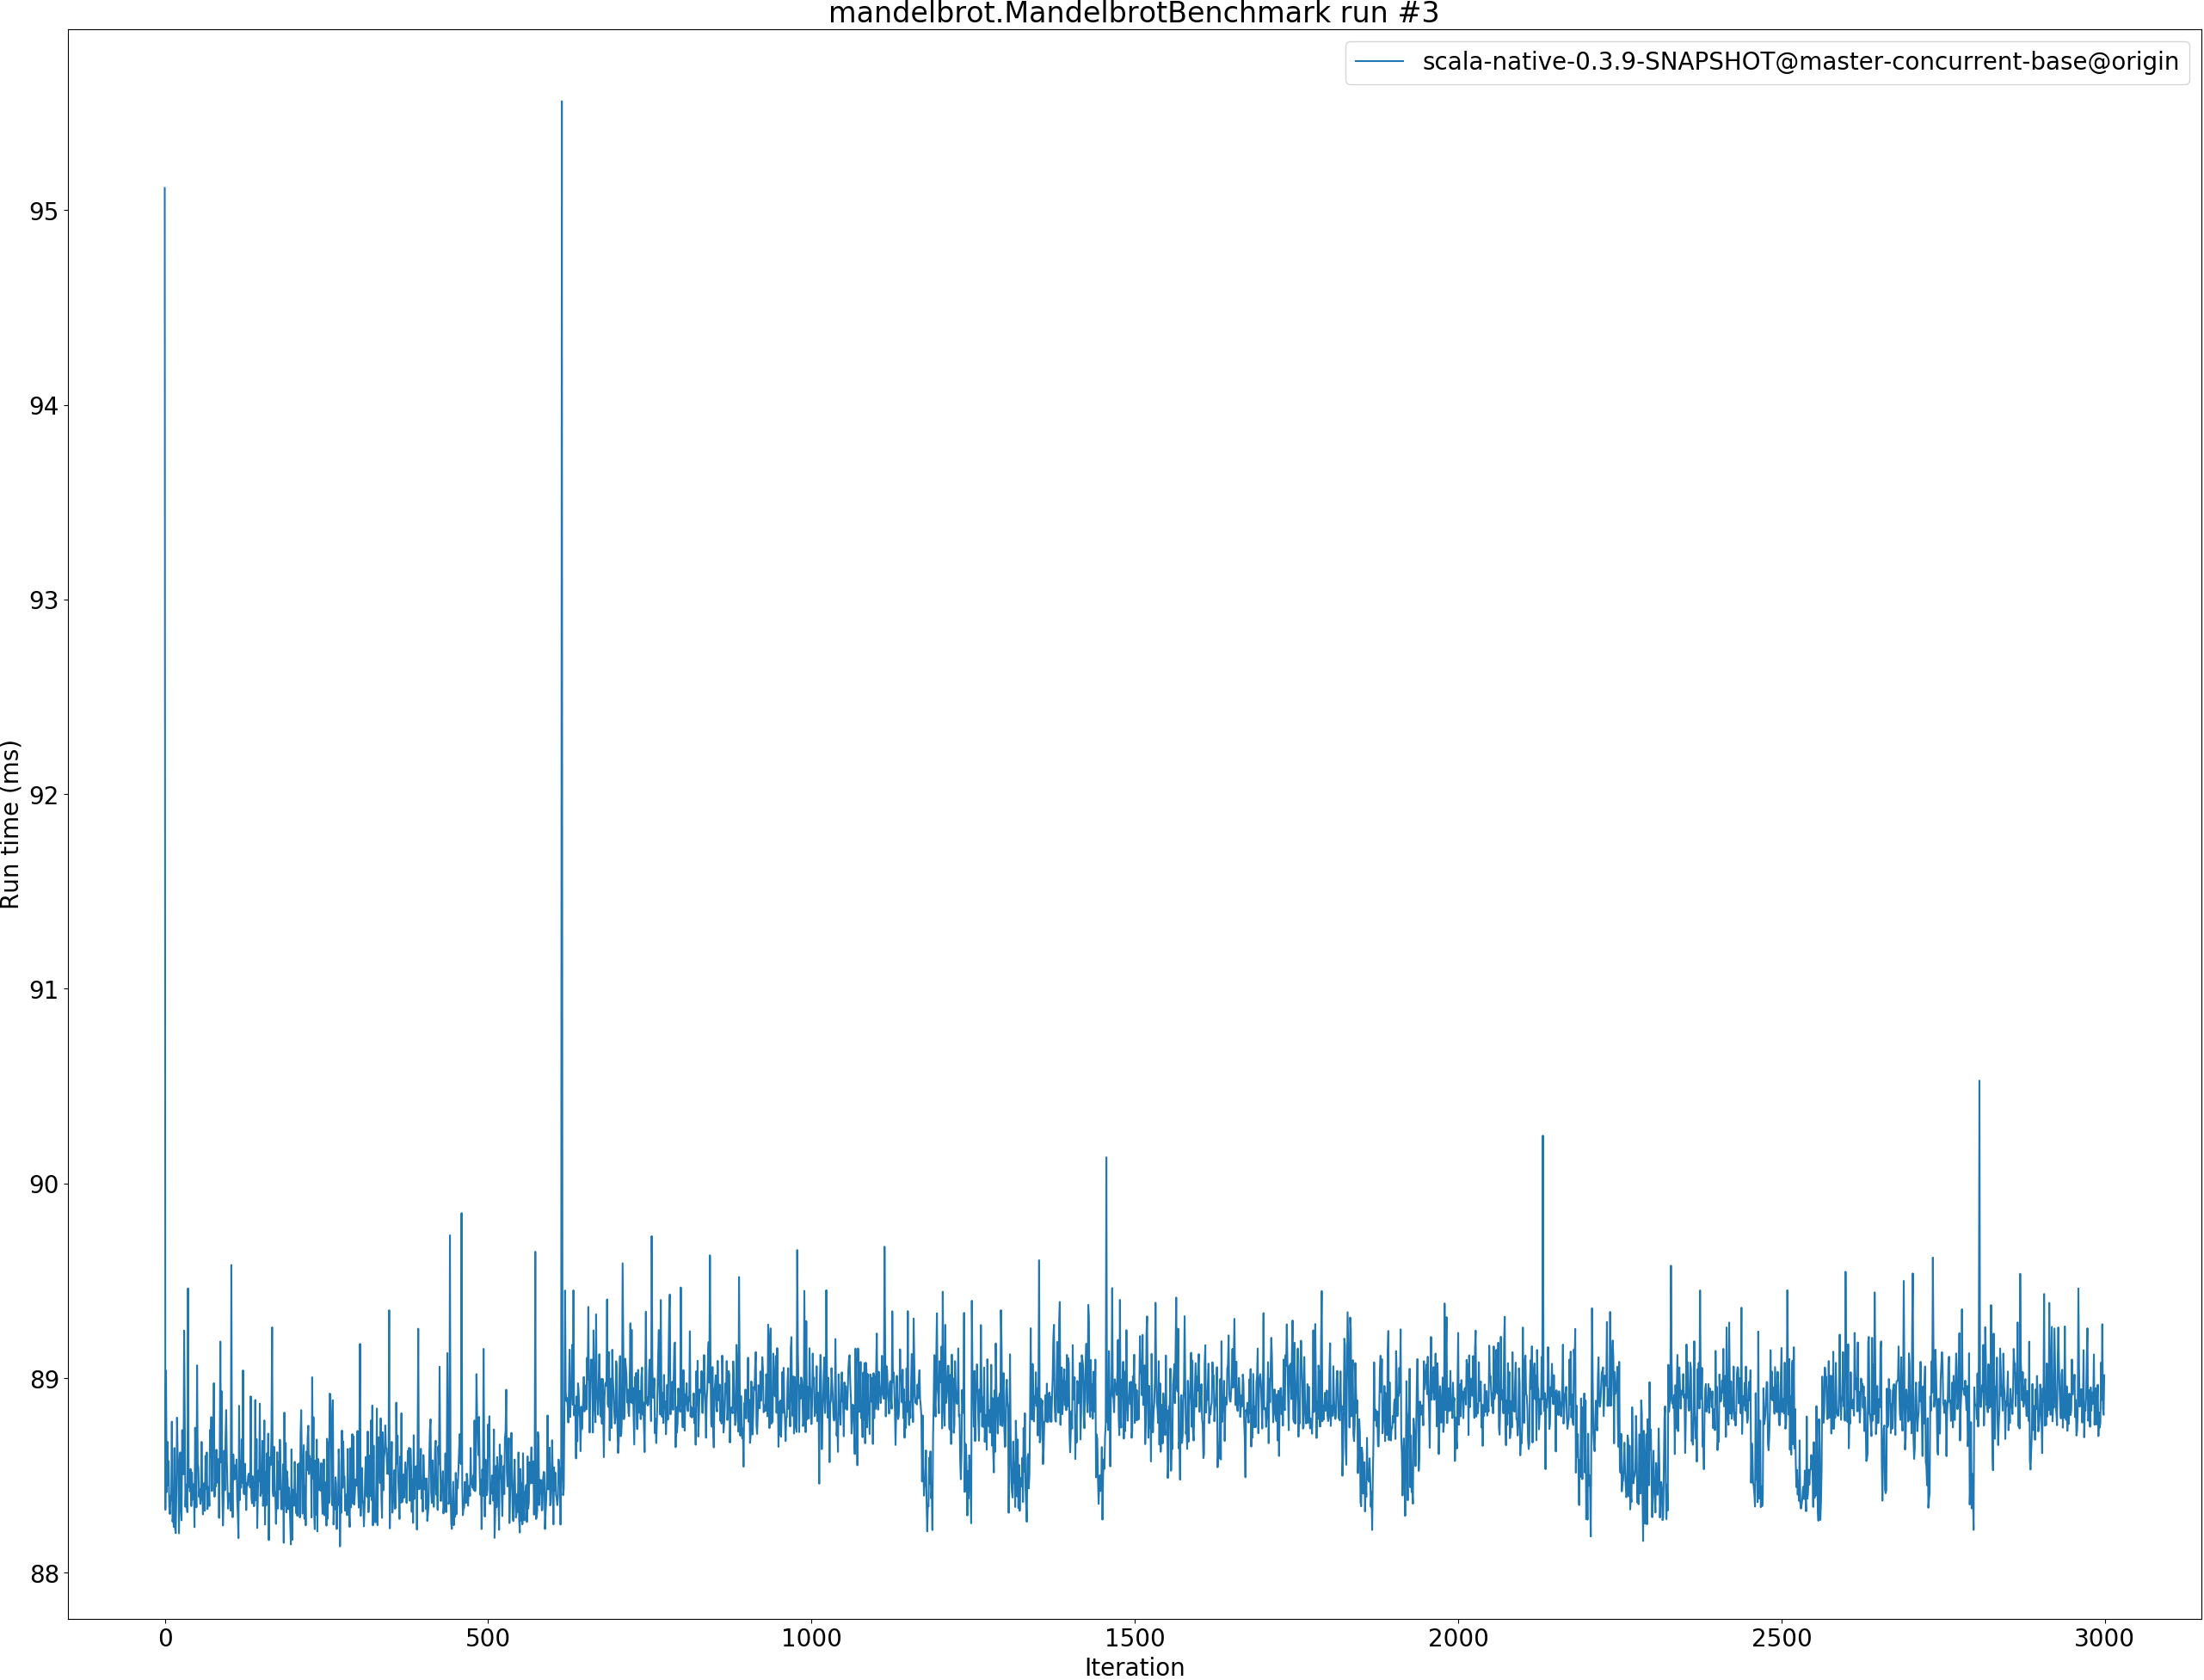 mandelbrot.MandelbrotBenchmark run #3
scala-native-0.3.9-SNAPSHOT@master-concurrent-base@origin
Run time (ms)
95
94
93
92
91
90
89
88
0 500 1000 1500 2000 2500 3000
Iteration